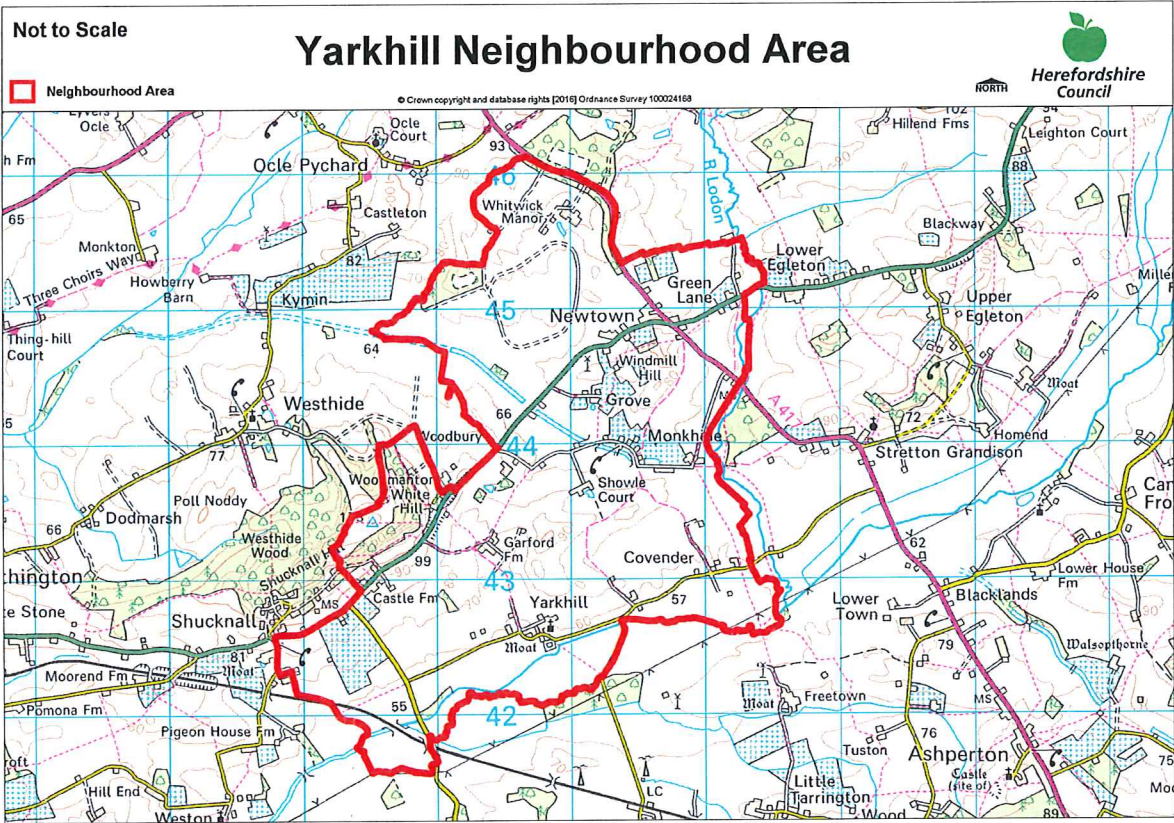 Not to Scale
Yarkhill Neighbourhood Area
Neighbourhood Area
© Crown copyright and database rights [2016] Ordnance Survey 100024168
NORTH
Herefordshire
Council
Ocle
Ocle
Court
93
Hillend Fms
Leighton Court
h Fm
Ocle Pychard
46
88
R Lodon
65
Castleton
Whitwick
Manor
Blackway
Monkton
82
Lower
Egleton
Three Choirs Way
Howberry
Barn
Kymin
45
Green
Lane
Upper
Egleton
Newtown
Thing-hill
Court
64
Windmill
Hill
Moat
Westhide
66
Grove
A 41
72
Homend
77
Woodbury
44
Monkhide
Stretton Grandison
Poll Noddy
White
Hill
Showle
Court
66
Dodmarsh
Westhide
Wood
Garford
Fm
99
Covender
62
thington
43
Lower House
Fm
Castle Fm
57
Blacklands
Stone
MS
Yarkhill
Lower
Town
Shucknall
Moat
79
81
Moat
Walsopthorne
Moorend Fm
Moat
Freetown
MS
Pomona Fm
55
42
Pigeon House Fm
76
Tuston
Ashperton
75
Castle
(site of)
Hill End
Little
Tarrington
LC
Weston
Wood
89